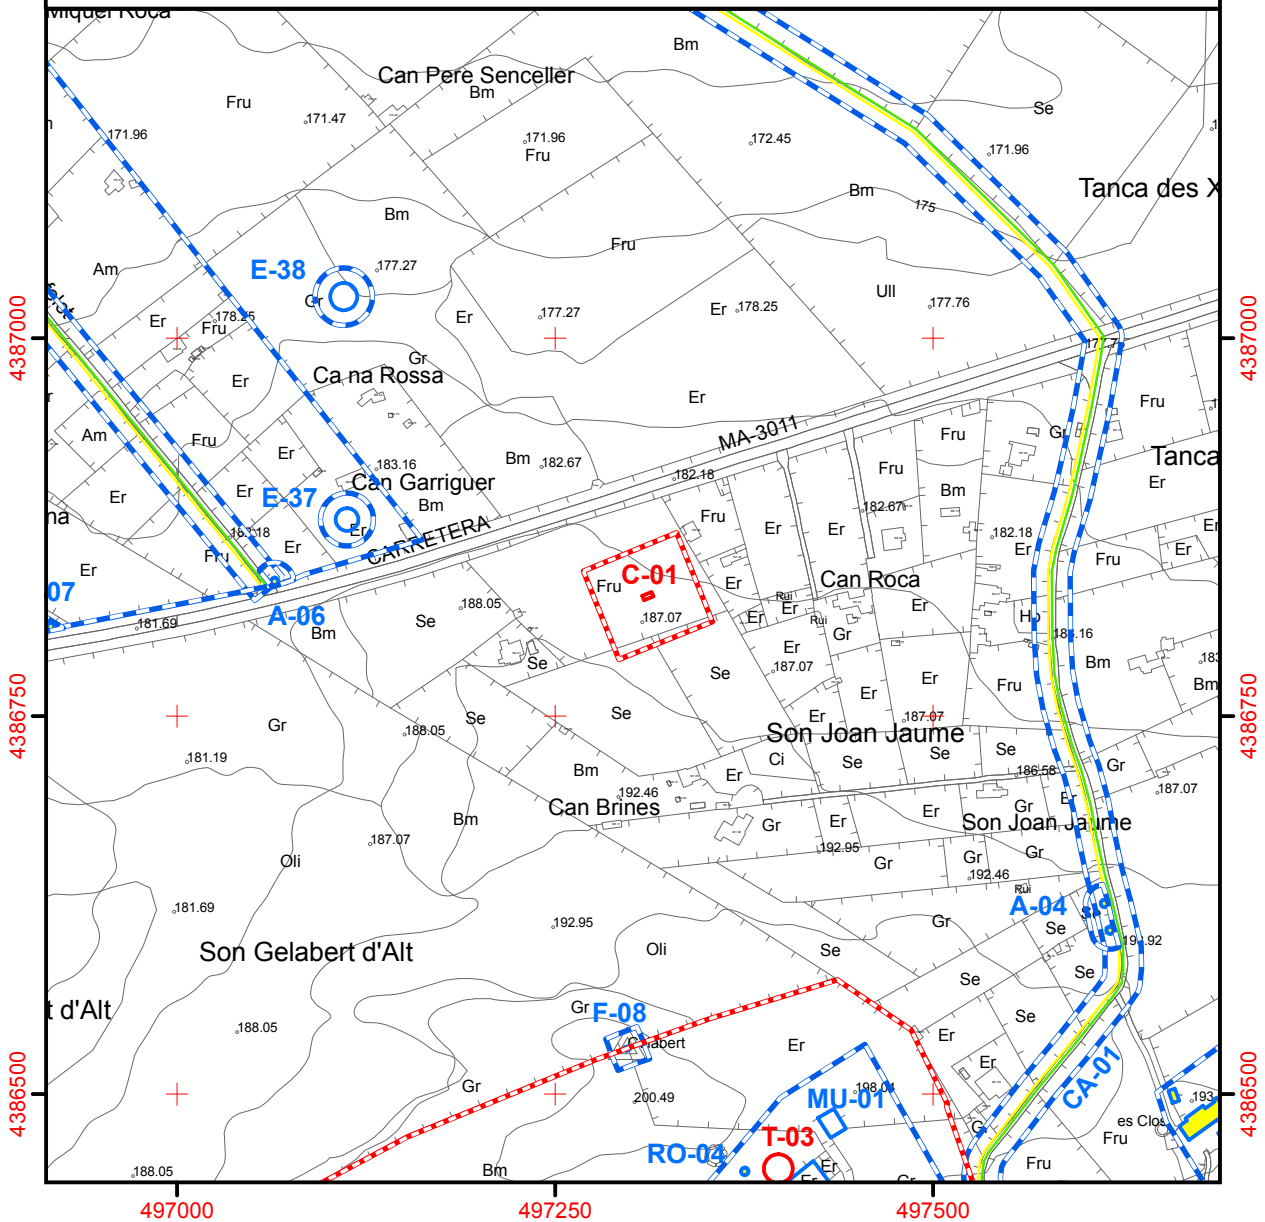 Miquel Roca
Bm
Can Pere Senceller
Bm
Fru
171.47
171.96
Fru
171.96
172.45
Se
171.96
Bm
175
Tanca des X
Bm
Fru
E-38
Am
177.27
Gr
Ull
177.76
Er
178.25
Fru
Er
177.27
Er
178.25
4387000
4387000
Gr
Ca na Rossa
Er
Er
MA-3011
Fru
Am
Fru
Er
183.16
Bm
182.67
182.18
Fru
Tanca
Er
E-37
Can Garriguer
Bm
Er
Er
Er
CARRETERA
Fru
Er
Er
Fru
182.67
Bm
182.18
Er
Er
Fru
Er
Er
Fru
07
A-06
181.69
Bm
188.05
Se
Fru
C-01
187.07
Er
Can Roca
Rui
Er
Er
Rui
Gr
Er
Bm
Bm
Se
Se
Er
187.07
Er
Er
Fru
4386750
4386750
Gr
Se
188.05
Se
Er
187.07
Son Joan Jaume
Se
Se
181.19
Bm
Er
Ci
Se
186.58
Gr
187.07
192.46
Can Brines
Bm
Gr
Er
Er
Gr
Er
Son Joan Jaume
187.07
Oli
192.95
Gr
Gr
Gr
192.46
Rui
A-04
181.69
192.95
Gr
Se
Son Gelabert d'Alt
Oli
Se
Se
Se
t d'Alt
188.05
Gr
F-08
Se
Er
Er
Er
CA-01
4386500
4386500
Gr
200.49
198.04
MU-01
193
es Clos
Fru
T-03
RO-04
188.05
Bm
Er
Er
Gr
Fru
497000
497250
497500